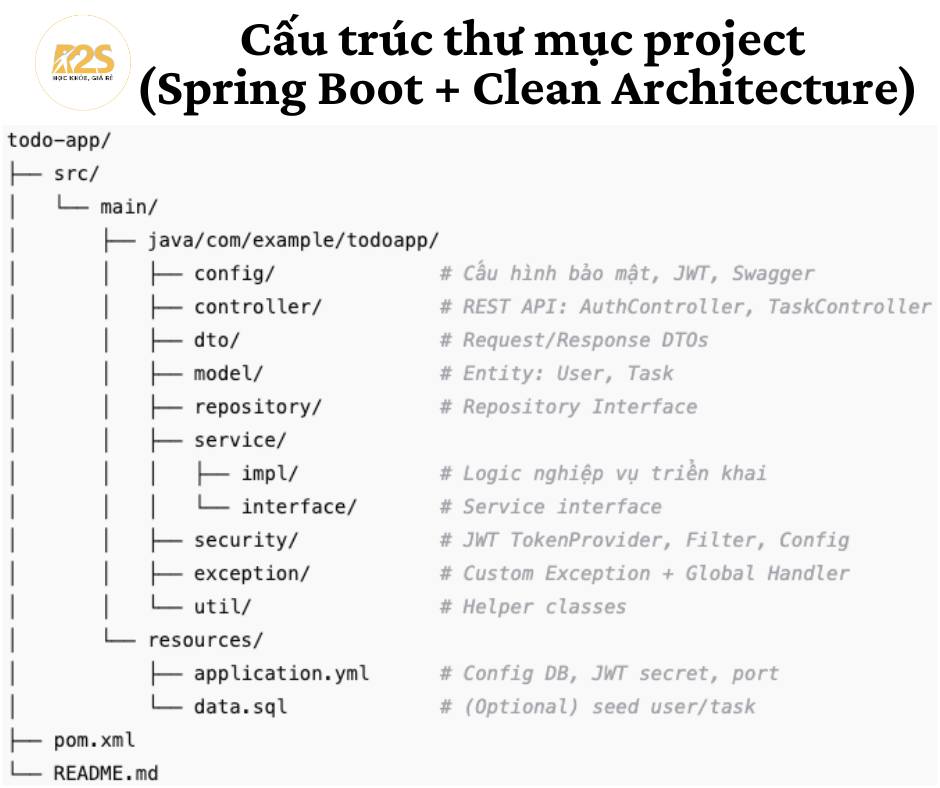 R2S
HỌC KHỎE, GIÁ RẺ
Cấu trúc thư mục project
(Spring Boot + Clean Architecture)
todo-app/
├── src/
│   └── main/
│       ├── java/com/example/todoapp/
│       │   ├── config/              # Cấu hình bảo mật, JWT, Swagger
│       │   ├── controller/          # REST API: AuthController, TaskController
│       │   ├── dto/                 # Request/Response DTOs
│       │   ├── model/               # Entity: User, Task
│       │   ├── repository/          # Repository Interface
│       │   ├── service/
│       │   │   ├── impl/            # Logic nghiệp vụ triển khai
│       │   │   └── interface/       # Service interface
│       │   ├── security/            # JWT TokenProvider, Filter, Config
│       │   ├── exception/           # Custom Exception + Global Handler
│       │   └── util/                # Helper classes
│       └── resources/
│           ├── application.yml      # Config DB, JWT secret, port
│           └── data.sql             # (Optional) seed user/task
├── pom.xml
└── README.md